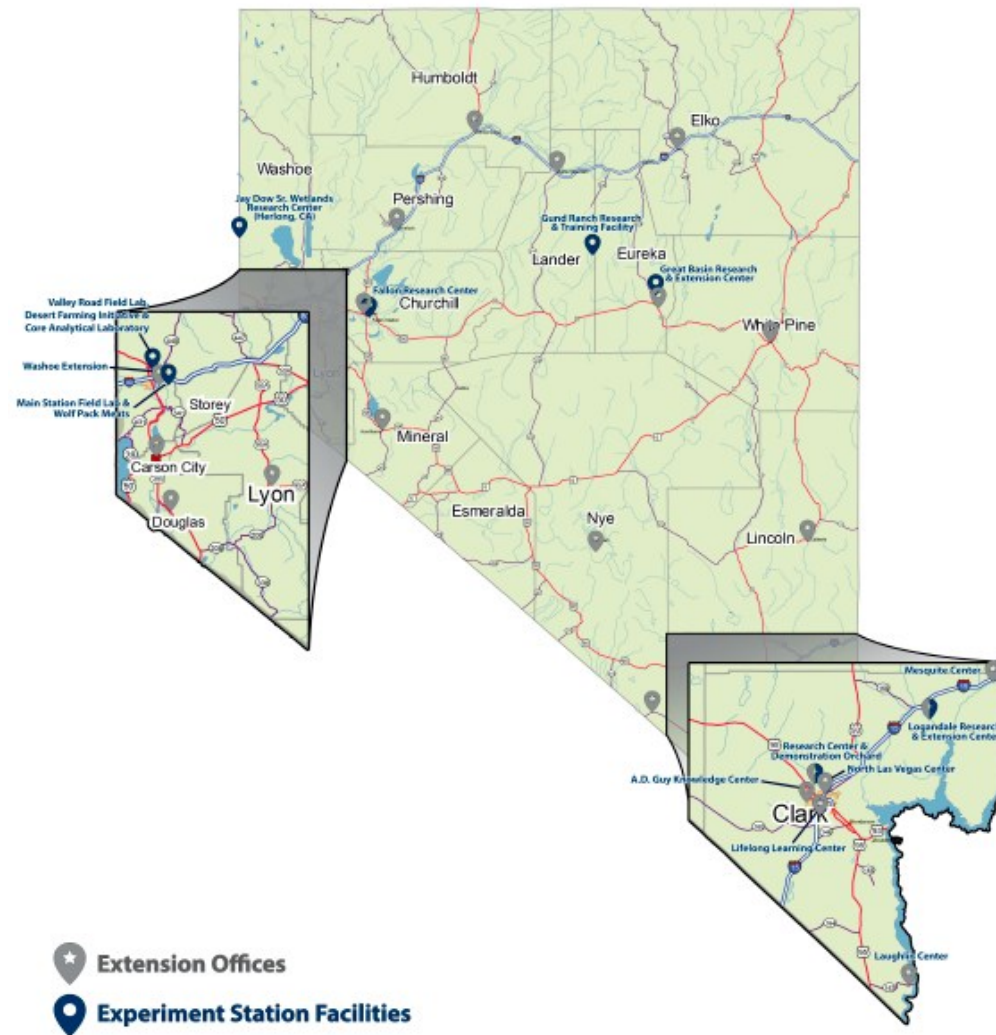 Humboldt
Elko
Washoe
Jay Dow Sr. Wetlands
Research Center
(Herlong, CA)
Pershing
Gund Ranch Research
& Training Facility
Lander
Eureka
Great Basin Research
& Extension Center
Fallon Research Center
Churchill
White Pine
Valley Road Field Lab,
Desert Farming Initiative &
Core Analytical Laboratory
Washoe Extension
Main Station Field Lab &
Wolf Pack Meats
Storey
Lyon
Carson City
Lyon
Douglas
Mineral
Esmeralda
Nye
Lincoln
Mesquite Center
Logandale Research
& Extension Center
Research Center &
Demonstration Orchard
North Las Vegas Center
A.D. Guy Knowledge Center
Clark
Lifelong Learning Center
Laughlin Center
Extension Offices
Experiment Station Facilities